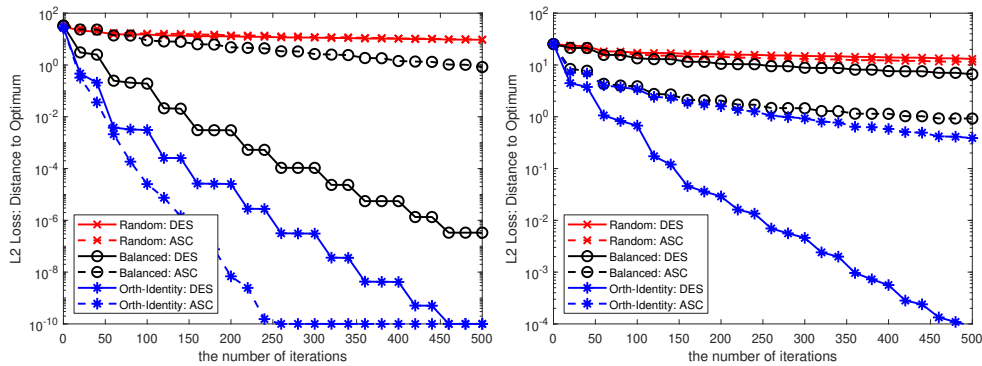 10^2
10^0
10^-2
10^-4
10^-6
10^-8
10^-10
L2 Loss: Distance to Optimum
Random: DES
Random: ASC
Balanced: DES
Balanced: ASC
Orth-Identity: DES
Orth-Identity: ASC
0 50 100 150 200 250 300 350 400 450 500
the number of iterations
10^2
10^1
10^0
10^-1
10^-2
10^-3
10^-4
L2 Loss: Distance to Optimum
Random: DES
Random: ASC
Balanced: DES
Balanced: ASC
Orth-Identity: DES
Orth-Identity: ASC
0 50 100 150 200 250 300 350 400 450 500
the number of iterations